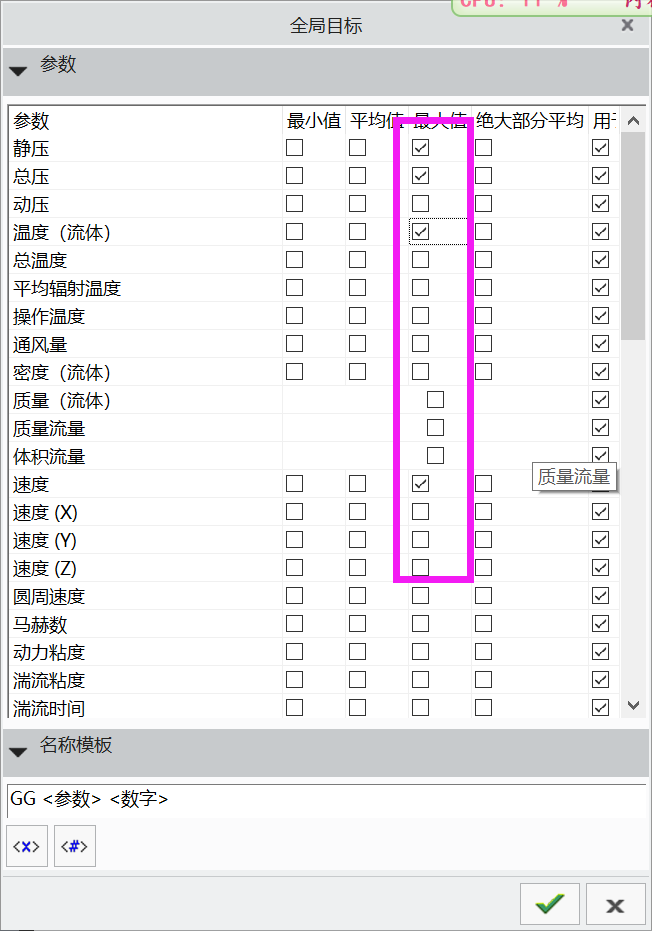 全局目标
参数
参数 最小值 平均值 最大值 绝大部分平均 用于
静压
总压
动压
温度（流体）
总温度
平均辐射温度
操作温度
通风量
密度（流体）
质量（流体）
质量流量
体积流量
质量流量
速度
速度 (X)
速度 (Y)
速度 (Z)
圆周速度
马赫数
动力粘度
湍流粘度
湍流时间
名称模板
GG <参数> <数字>
<x> <#>